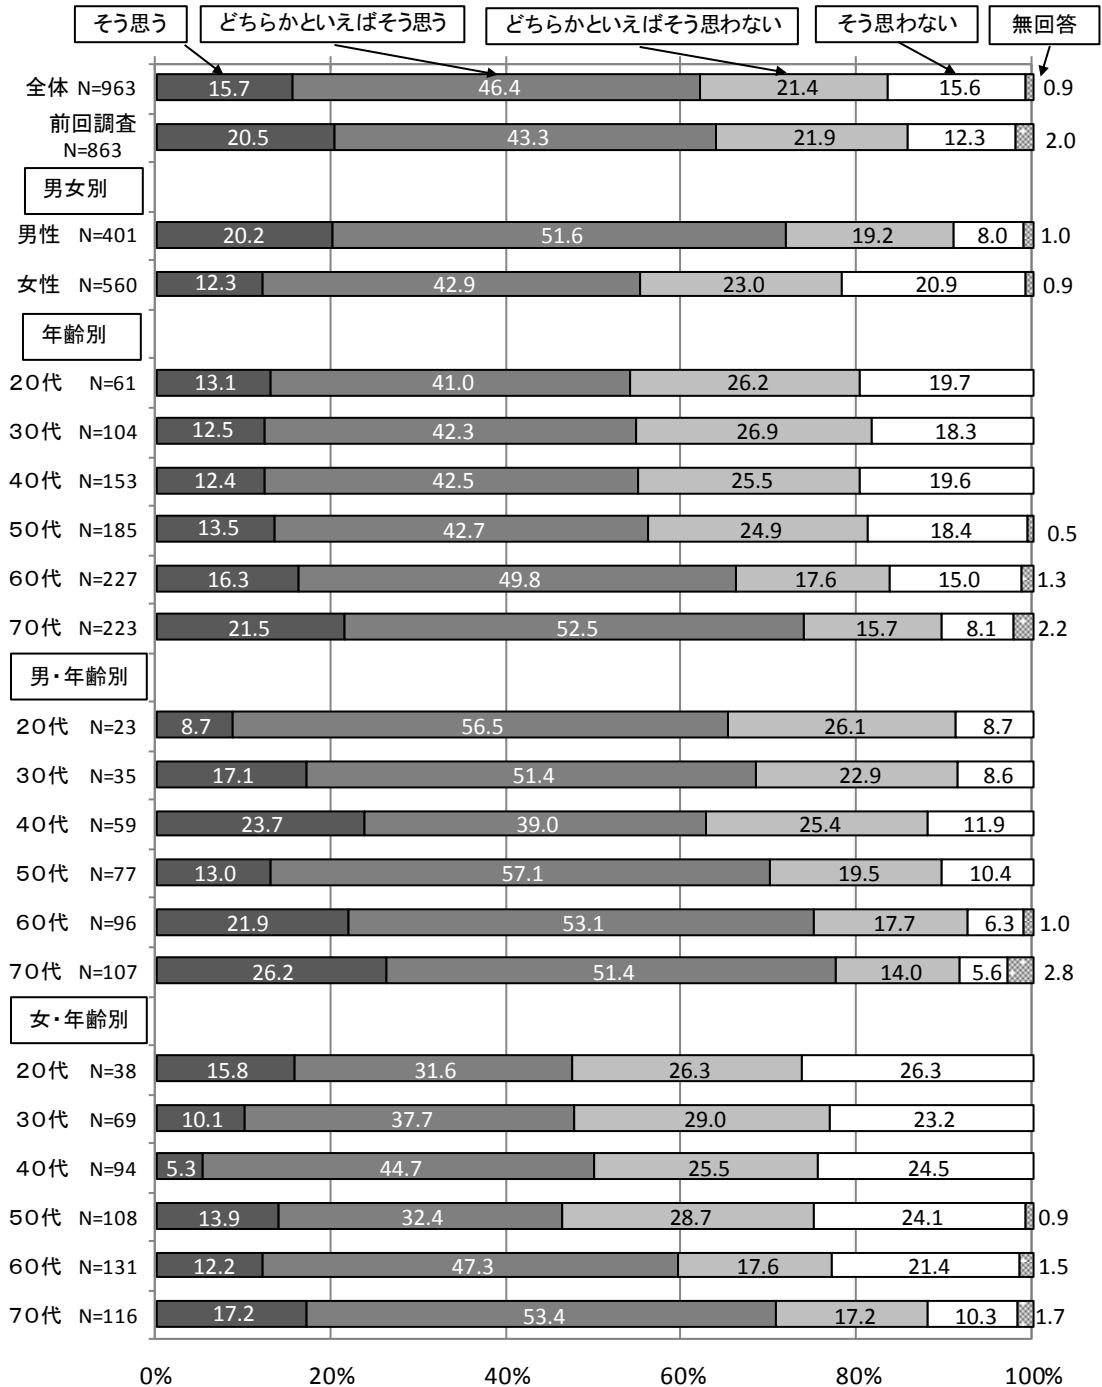 そう思う どちらかといえばそう思う どちらかといえばそう思わない そう思わない 無回答
全体 N=963 15.7 46.4 21.4 15.6 0.9
前回調査
N=863 20.5 43.3 21.9 12.3 2.0
男女別
男性 N=401 20.2 51.6 19.2 8.0 1.0
女性 N=560 12.3 42.9 23.0 20.9 0.9
年齢別
20代 N=61 13.1 41.0 26.2 19.7
30代 N=104 12.5 42.3 26.9 18.3
40代 N=153 12.4 42.5 25.5 19.6
50代 N=185 13.5 42.7 24.9 18.4 0.5
60代 N=227 16.3 49.8 17.6 15.0 1.3
70代 N=223 21.5 52.5 15.7 8.1 2.2
男・年齢別
20代 N=23 8.7 56.5 26.1 8.7
30代 N=35 17.1 51.4 22.9 8.6
40代 N=59 23.7 39.0 25.4 11.9
50代 N=77 13.0 57.1 19.5 10.4
60代 N=96 21.9 53.1 17.7 6.3 1.0
70代 N=107 26.2 51.4 14.0 5.6 2.8
女・年齢別
20代 N=38 15.8 31.6 26.3 26.3
30代 N=69 10.1 37.7 29.0 23.2
40代 N=94 5.3 44.7 25.5 24.5
50代 N=108 13.9 32.4 28.7 24.1 0.9
60代 N=131 12.2 47.3 17.6 21.4 1.5
70代 N=116 17.2 53.4 17.2 10.3 1.7
0% 20% 40% 60% 80% 100%